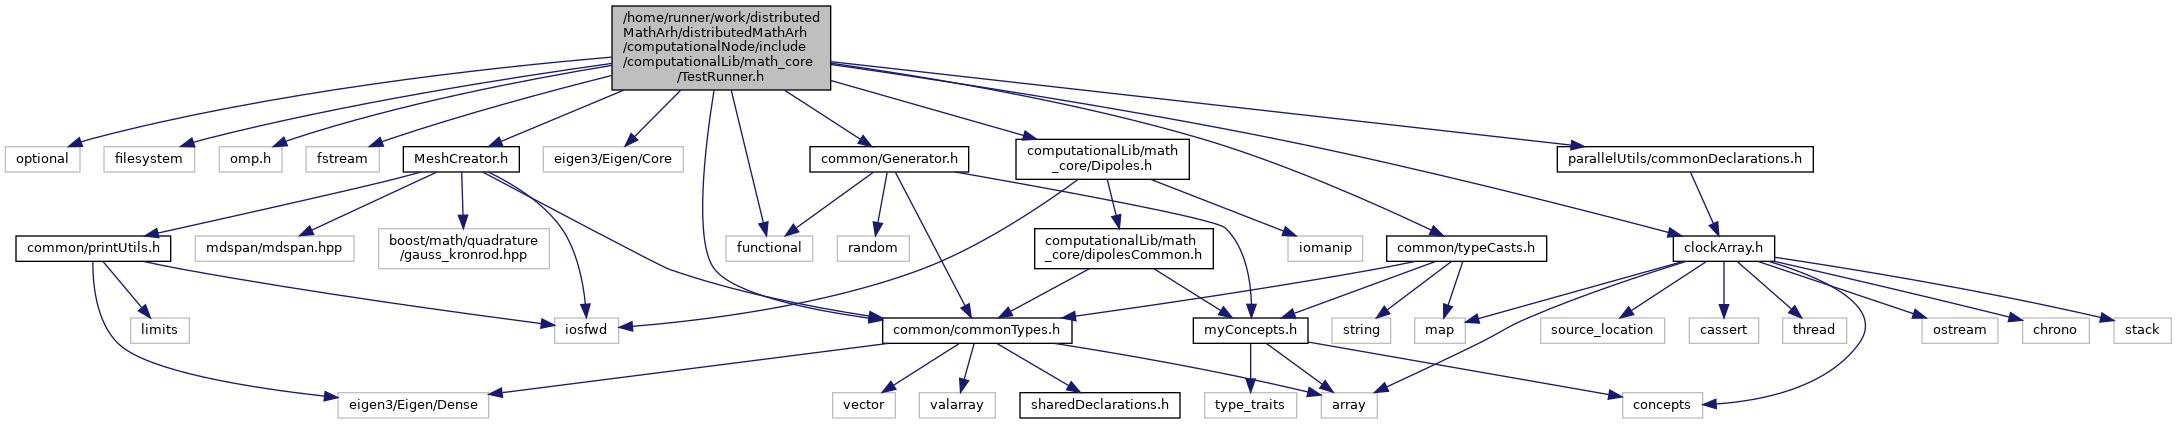 /home/runner/work/distributed
MathArh/distributedMathArh
/computationalNode/include
/computationalLib/math_core
/TestRunner.h
optional
filesystem
omp.h
fstream
MeshCreator.h
eigen3/Eigen/Core
common/Generator.h
computationalLib/math
_core/Dipoles.h
parallelUtils/commonDeclarations.h
common/printUtils.h
mdspan/mdspan.hpp
boost/math/quadrature
/gauss_kronrod.hpp
functional
random
computationalLib/math
_core/dipolesCommon.h
iomanip
common/typeCasts.h
clockArray.h
limits
iosfwd
common/commonTypes.h
myConcepts.h
string
map
source_location
cassert
thread
ostream
chrono
stack
eigen3/Eigen/Dense
vector
valarray
sharedDeclarations.h
type_traits
array
concepts